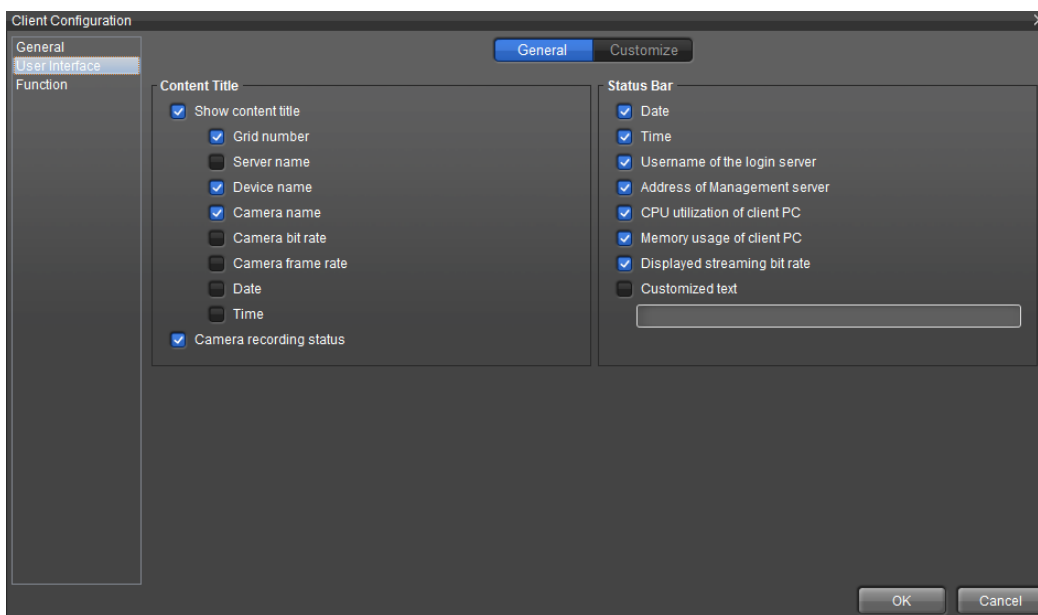 Client Configuration
General
User Interface
Function
General
Customize
Content Title
Show content title
Grid number
Server name
Device name
Camera name
Camera bit rate
Camera frame rate
Date
Time
Camera recording status
Status Bar
Date
Time
Username of the login server
Address of Management server
CPU utilization of client PC
Memory usage of client PC
Displayed streaming bit rate
Customized text
OK
Cancel